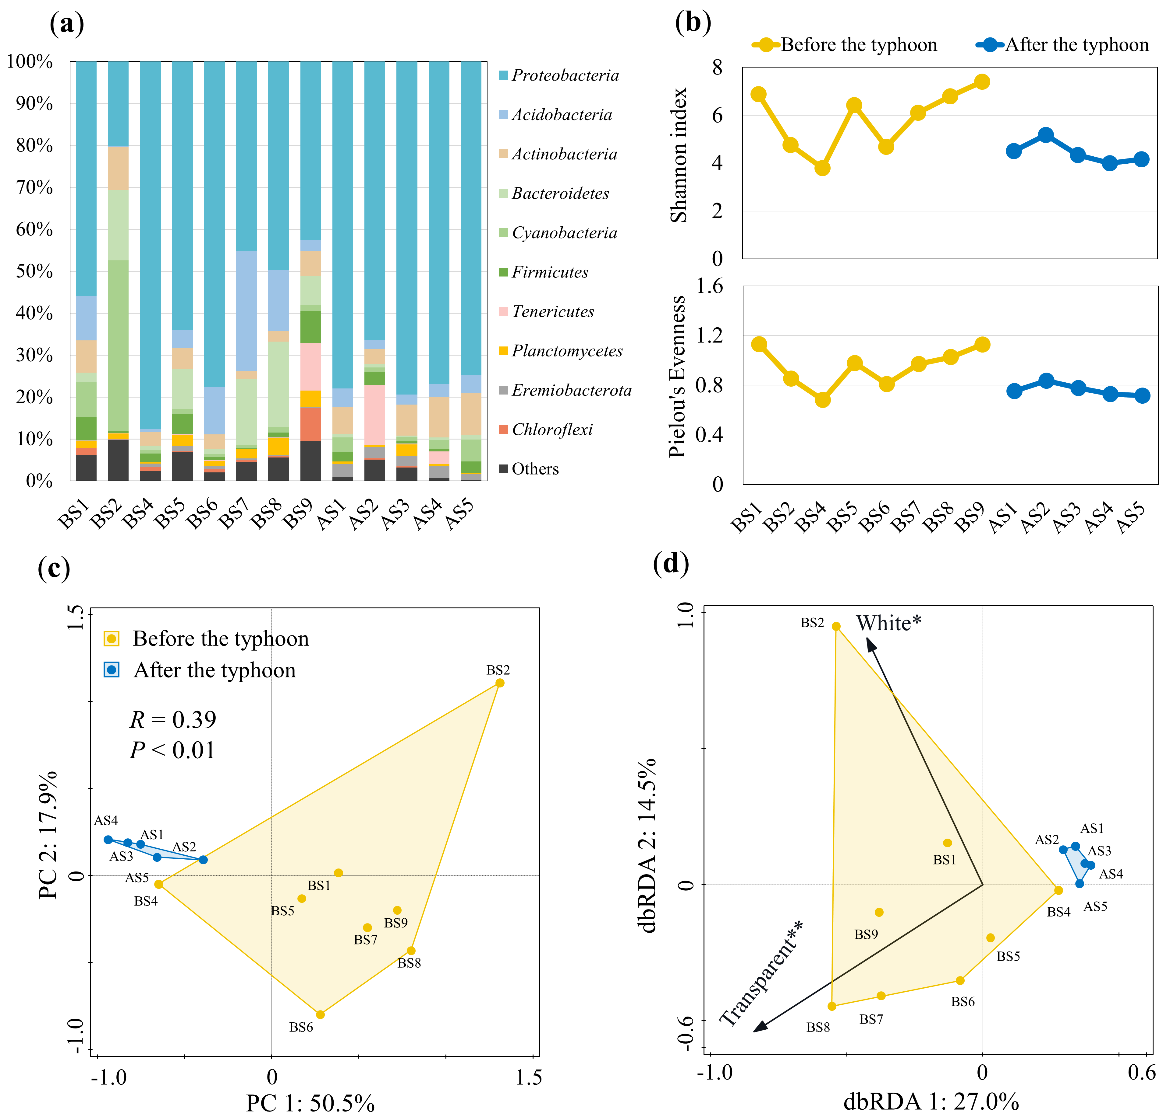 (a)
100%
90%
80%
70%
60%
50%
40%
30%
20%
10%
0%
BS1
BS2
BS4
BS5
BS6
BS7
BS8
BS9
AS1
AS2
AS3
AS4
AS5
Proteobacteria
Acidobacteria
Actinobacteria
Bacteroidetes
Cyanobacteria
Firmicutes
Tenericutes
Planctomycetes
Eremiobacterota
Chloroflexi
Others
(b)
Before the typhoon
After the typhoon
Shannon index
8
6
4
2
0
Pielou's Evenness
1.6
1.2
0.8
0.4
0
BS1
BS2
BS4
BS5
BS6
BS7
BS8
BS9
AS1
AS2
AS3
AS4
AS5
(c)
Before the typhoon
After the typhoon
R = 0.39
P < 0.01
PC 2: 17.9%
1.5
0
-1.0
BS2
AS4
AS1
AS3
AS2
AS5
BS4
BS1
BS5
BS9
BS7
BS8
BS6
-1.0
0
1.5
PC 1: 50.5%
(d)
dbRDA 2: 14.5%
1.0
0
-0.6
BS2
White*
AS1
AS2
AS3
BS1
AS4
AS5
BS4
BS9
BS5
Transparent**
BS6
BS7
BS8
-1.0
0
0.6
dbRDA 1: 27.0%